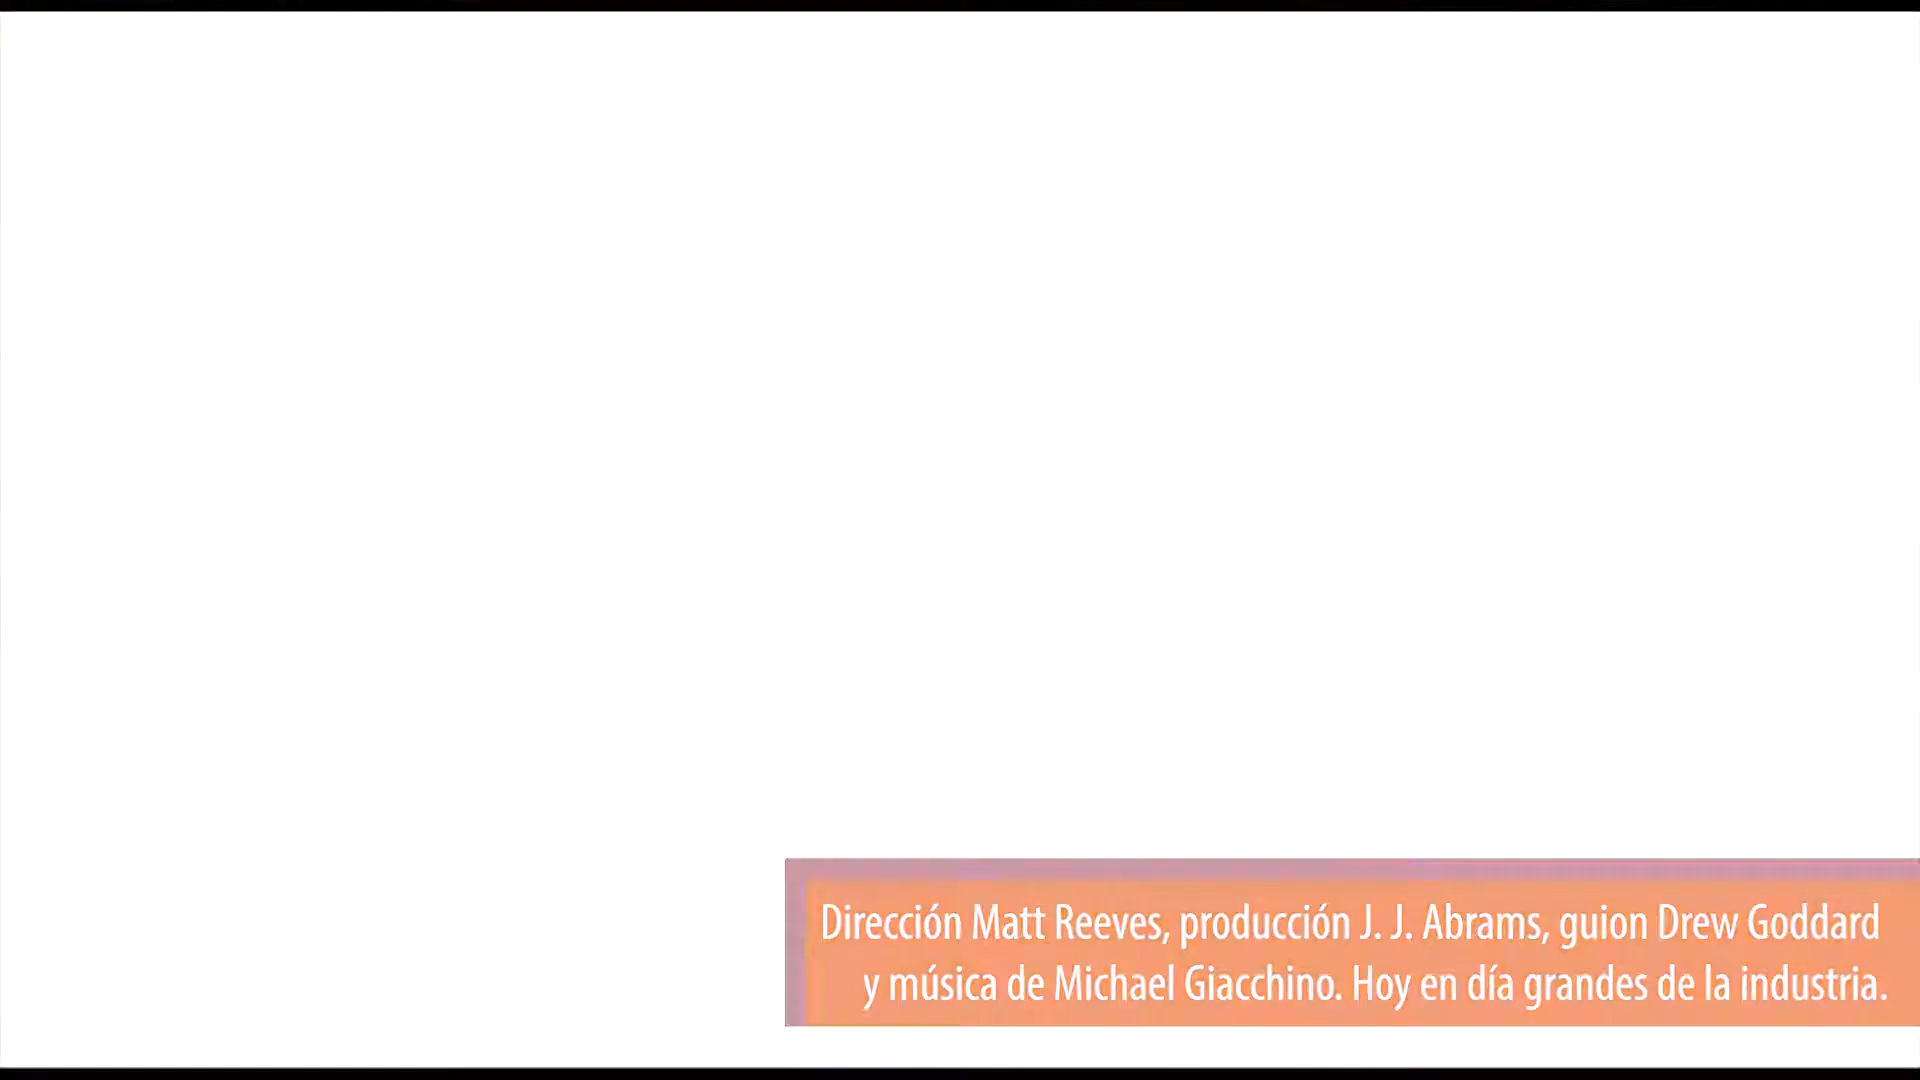 Dirección Matt Reeves, producción J. J. Abrams, guion Drew Goddard
y música de Michael Giacchino. Hoy en día grandes de la industria.